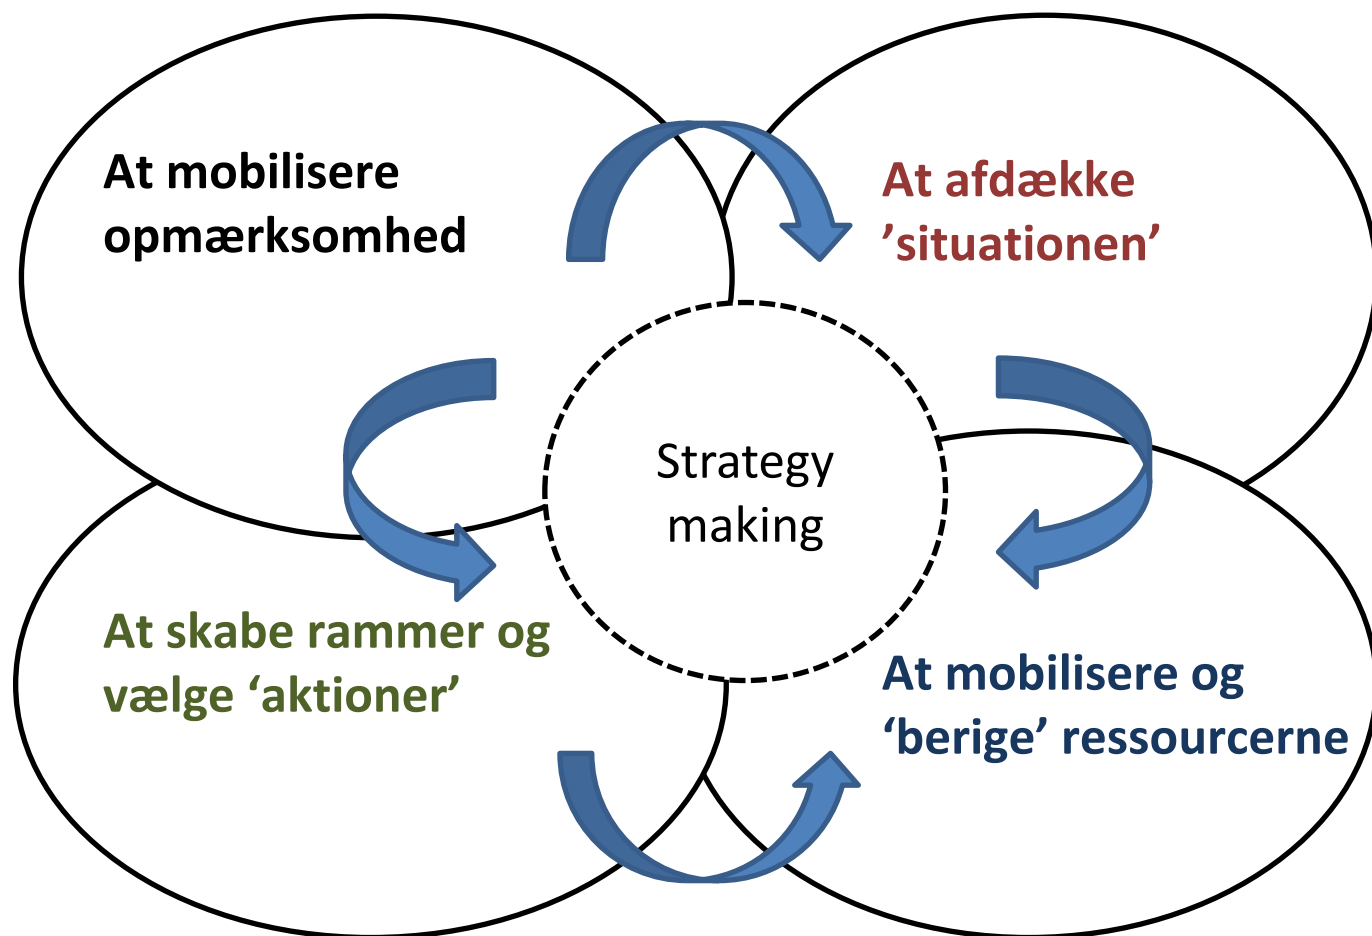 At mobilisere
opmærksomhed
At afdække
’situationen’
Strategy
making
At skabe rammer og
vælge ‘aktioner’
At mobilisere og
‘berige’ ressourcerne